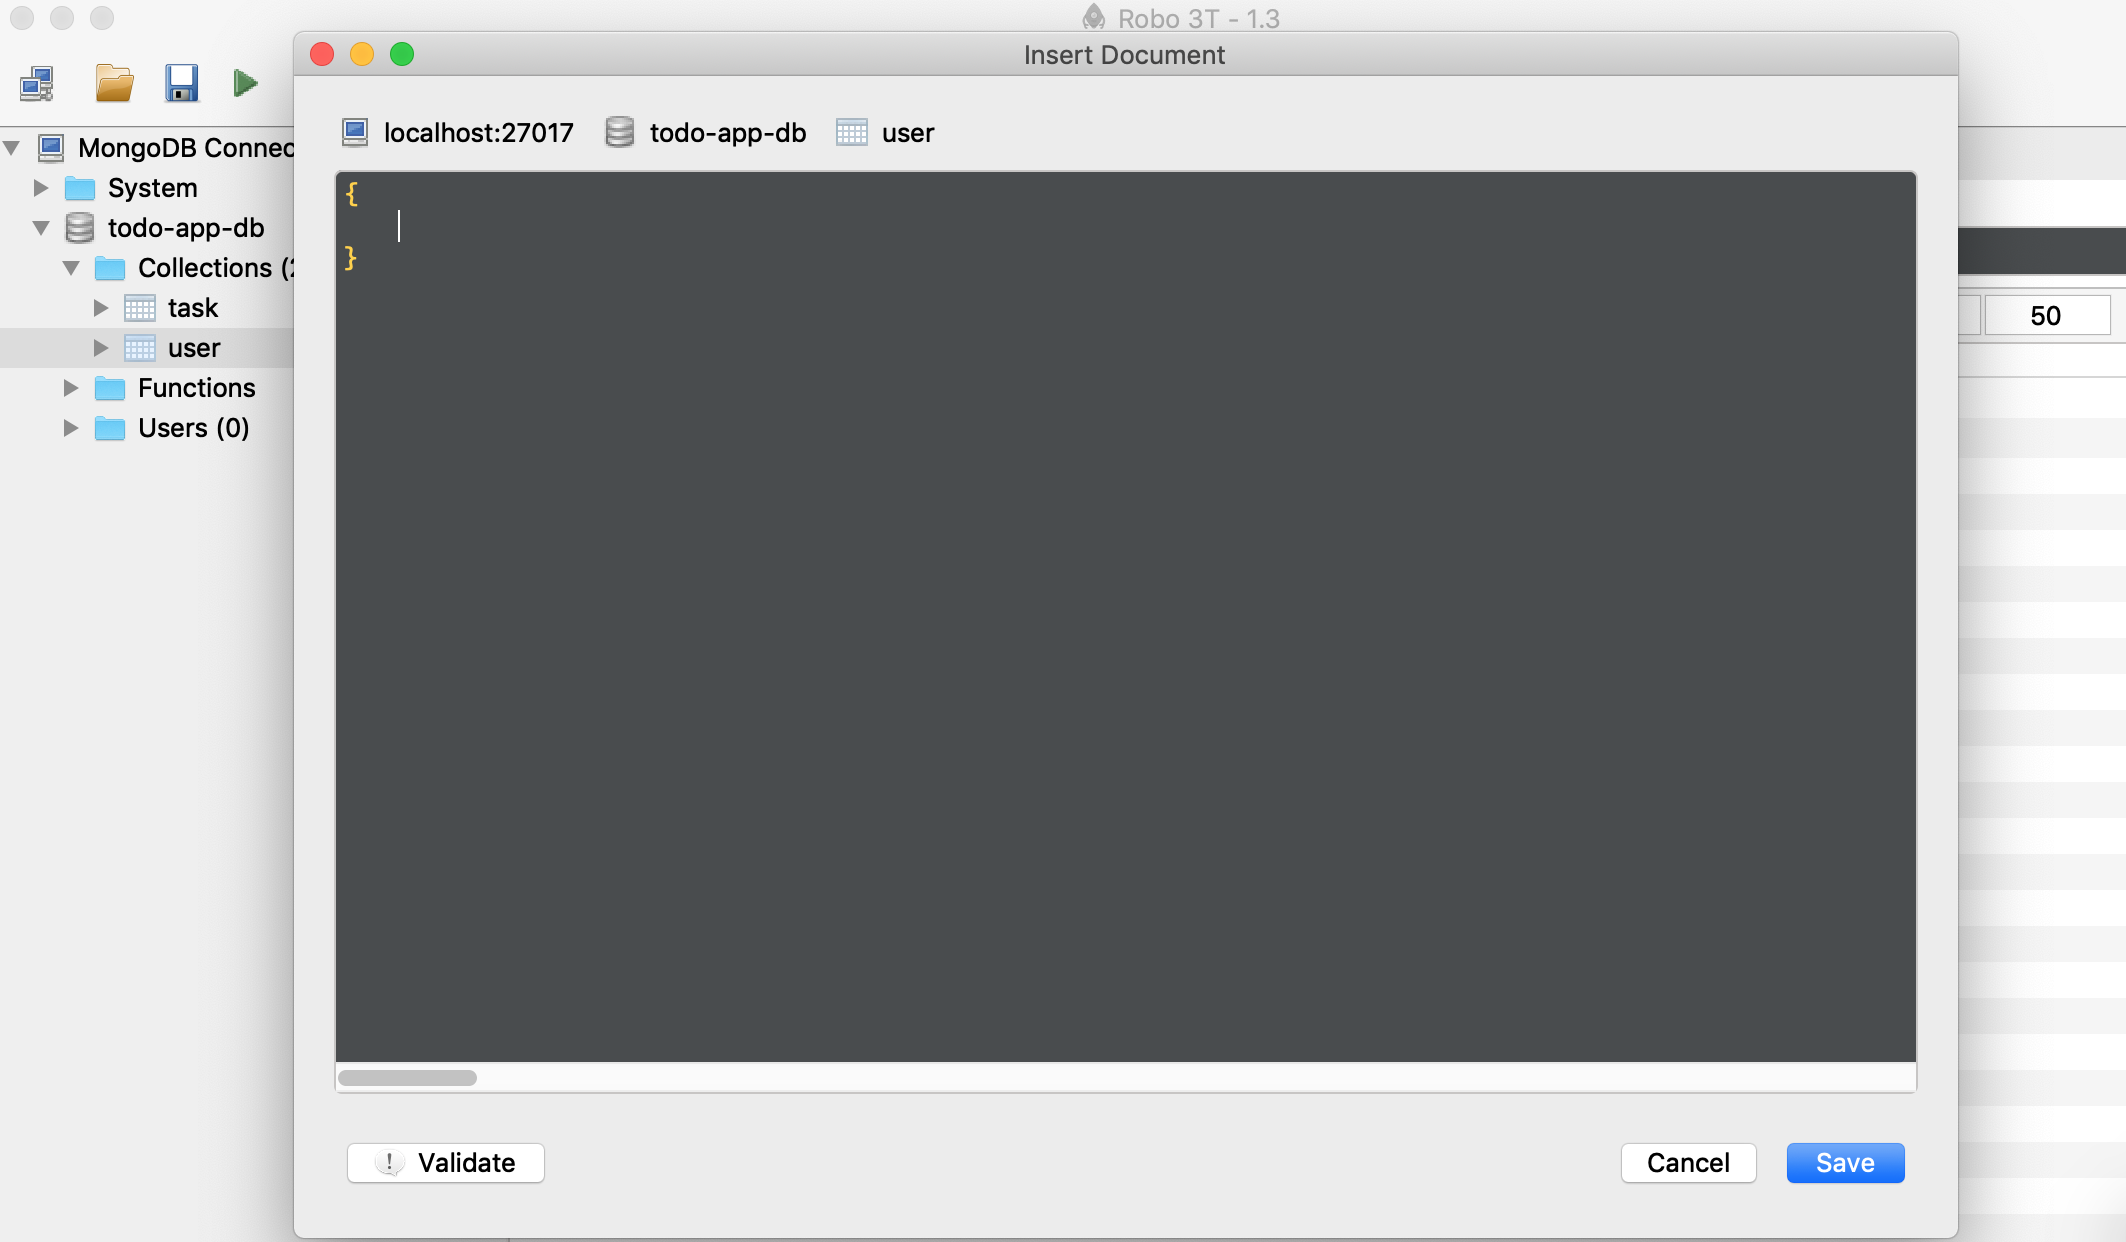 Robo 3T - 1.3
Insert Document
localhost:27017 todo-app-db user
{
}
MongoDB Connec
System
todo-app-db
Collections (2
task
user
Functions
Users (0)
50
Validate
Cancel
Save